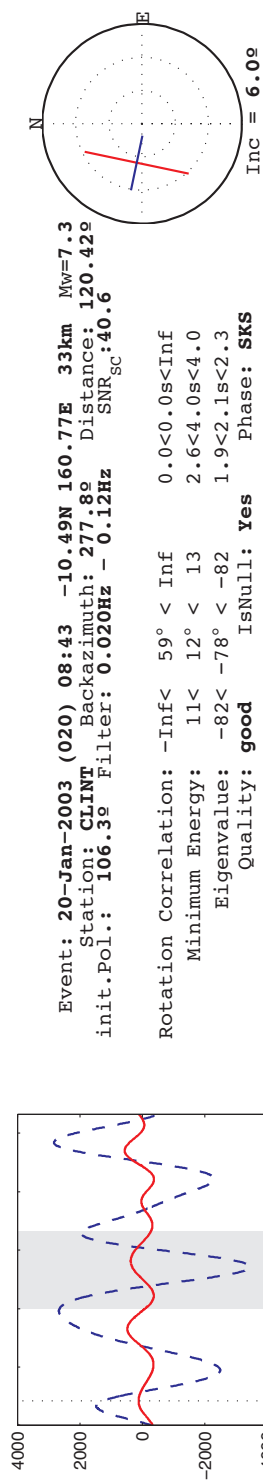 Event: 20-Jan-2003 (020) 08:43 -10.49N 160.77E 33km Mw=7.3
Station: CLINT Backazimuth: 277.8º Distance: 120.42º
init.Pol.: 106.3º Filter: 0.020Hz - 0.12Hz SNRSC:40.6
Rotation Correlation: -Inf< 59° < Inf 0.0<0.0s<Inf
Minimum Energy: 11< 12° < 13 2.6<4.0s<4.0
Eigenvalue: -82< -78° < -82 1.9<2.1s<2.3
Quality: good IsNull: Yes Phase: SKS
N
E
Inc = 6.0º
4000
2000
0
-2000
-4000